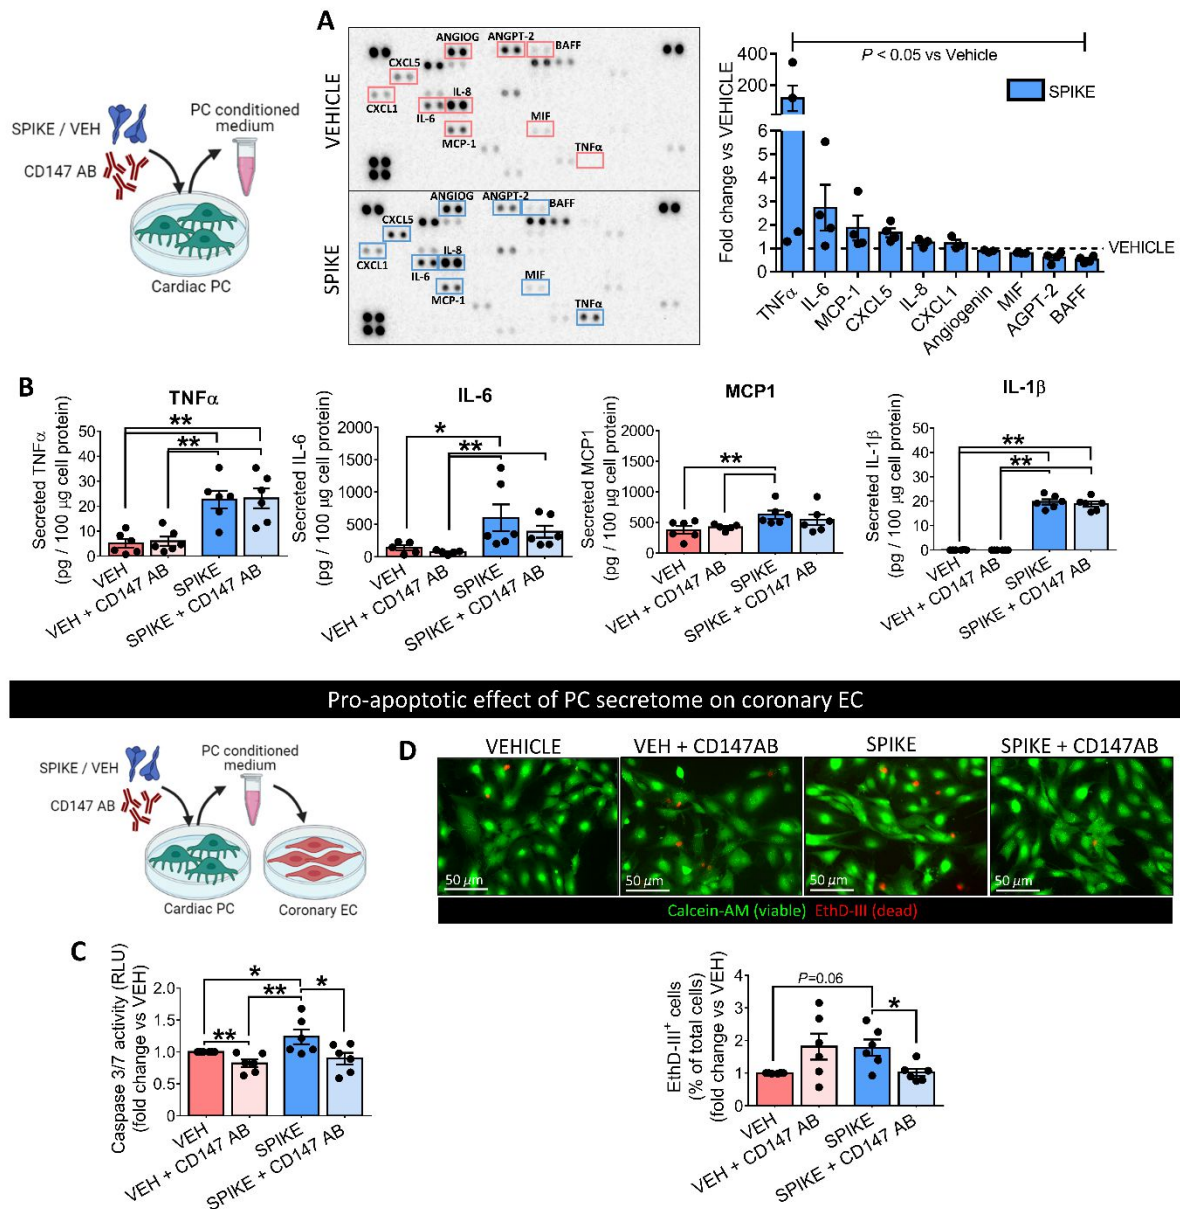 A
SPIKE / VEH
CD147 AB
PC conditioned
medium
Cardiac PC
VEHICLE
ANGIOG
ANGPT-2
BAFF
CXCL5
CXCL1
IL-8
IL-6
MCP-1
MIF
TNFα
SPIKE
ANGIOG
ANGPT-2
BAFF
CXCL5
CXCL1
IL-8
IL-6
MCP-1
MIF
TNFα
Fold change vs VEHICLE
400
200
6
4
2
1
0
P < 0.05 vs Vehicle
SPIKE
VEHICLE
TNFα
IL-6
MCP-1
CXCL5
IL-8
CXCL1
Angiogenin
MIF
AGPT-2
BAFF
B
TNFα
Secreted TNFα
(pg / 100 µg cell protein)
50
40
30
20
10
0
**
**
VEH
VEH + CD147 AB
SPIKE
SPIKE + CD147 AB
IL-6
Secreted IL-6
(pg / 100 µg cell protein)
2000
1500
1000
500
0
*
**
VEH
VEH + CD147 AB
SPIKE
SPIKE + CD147 AB
MCP1
Secreted MCP1
(pg / 100 µg cell protein)
2000
1500
1000
500
0
**
VEH
VEH + CD147 AB
SPIKE
SPIKE + CD147 AB
IL-1β
Secreted IL-1β
(pg / 100 µg cell protein)
50
40
30
20
10
0
**
**
VEH
VEH + CD147 AB
SPIKE
SPIKE + CD147 AB
Pro-apoptotic effect of PC secretome on coronary EC
SPIKE / VEH
CD147 AB
PC conditioned
medium
Cardiac PC
Coronary EC
D
VEHICLE
VEH + CD147AB
SPIKE
SPIKE + CD147AB
50 µm
50 µm
50 µm
50 µm
Calcein-AM (viable) EthD-III (dead)
C
Caspase 3/7 activity (RLU)
(fold change vs VEH)
2.0
1.5
1.0
0.5
0
*
**
*
**
VEH
VEH + CD147 AB
SPIKE
SPIKE + CD147 AB
EthD-III+ cells
(% of total cells)
(fold change vs VEH)
4
3
2
1
0
P=0.06
*
VEH
VEH + CD147 AB
SPIKE
SPIKE + CD147 AB